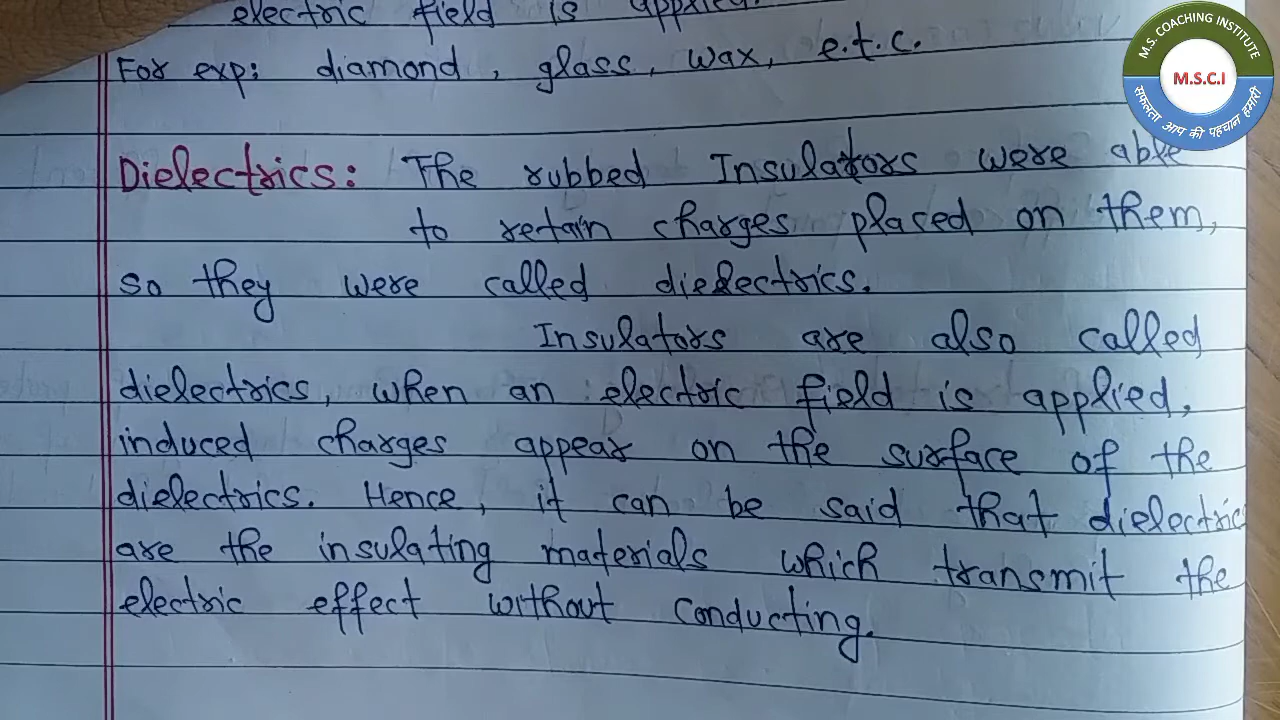 electric field is applied.
For exp: diamond, glass, wax, e.t.c.
Dielectrics: The rubbed Insulators were able
to retain charges placed on them,
so they were called dielectrics.
Insulators are also called
dielectrics, when an electric field is applied,
induced charges appear on the surface of the
dielectrics. Hence, it can be said that dielectric
are the insulating materials which transmit the
electric effect without conducting.
M.S. COACHING INSTITUTE
M.S.C.I
सफलता आप की पहचान हमारी